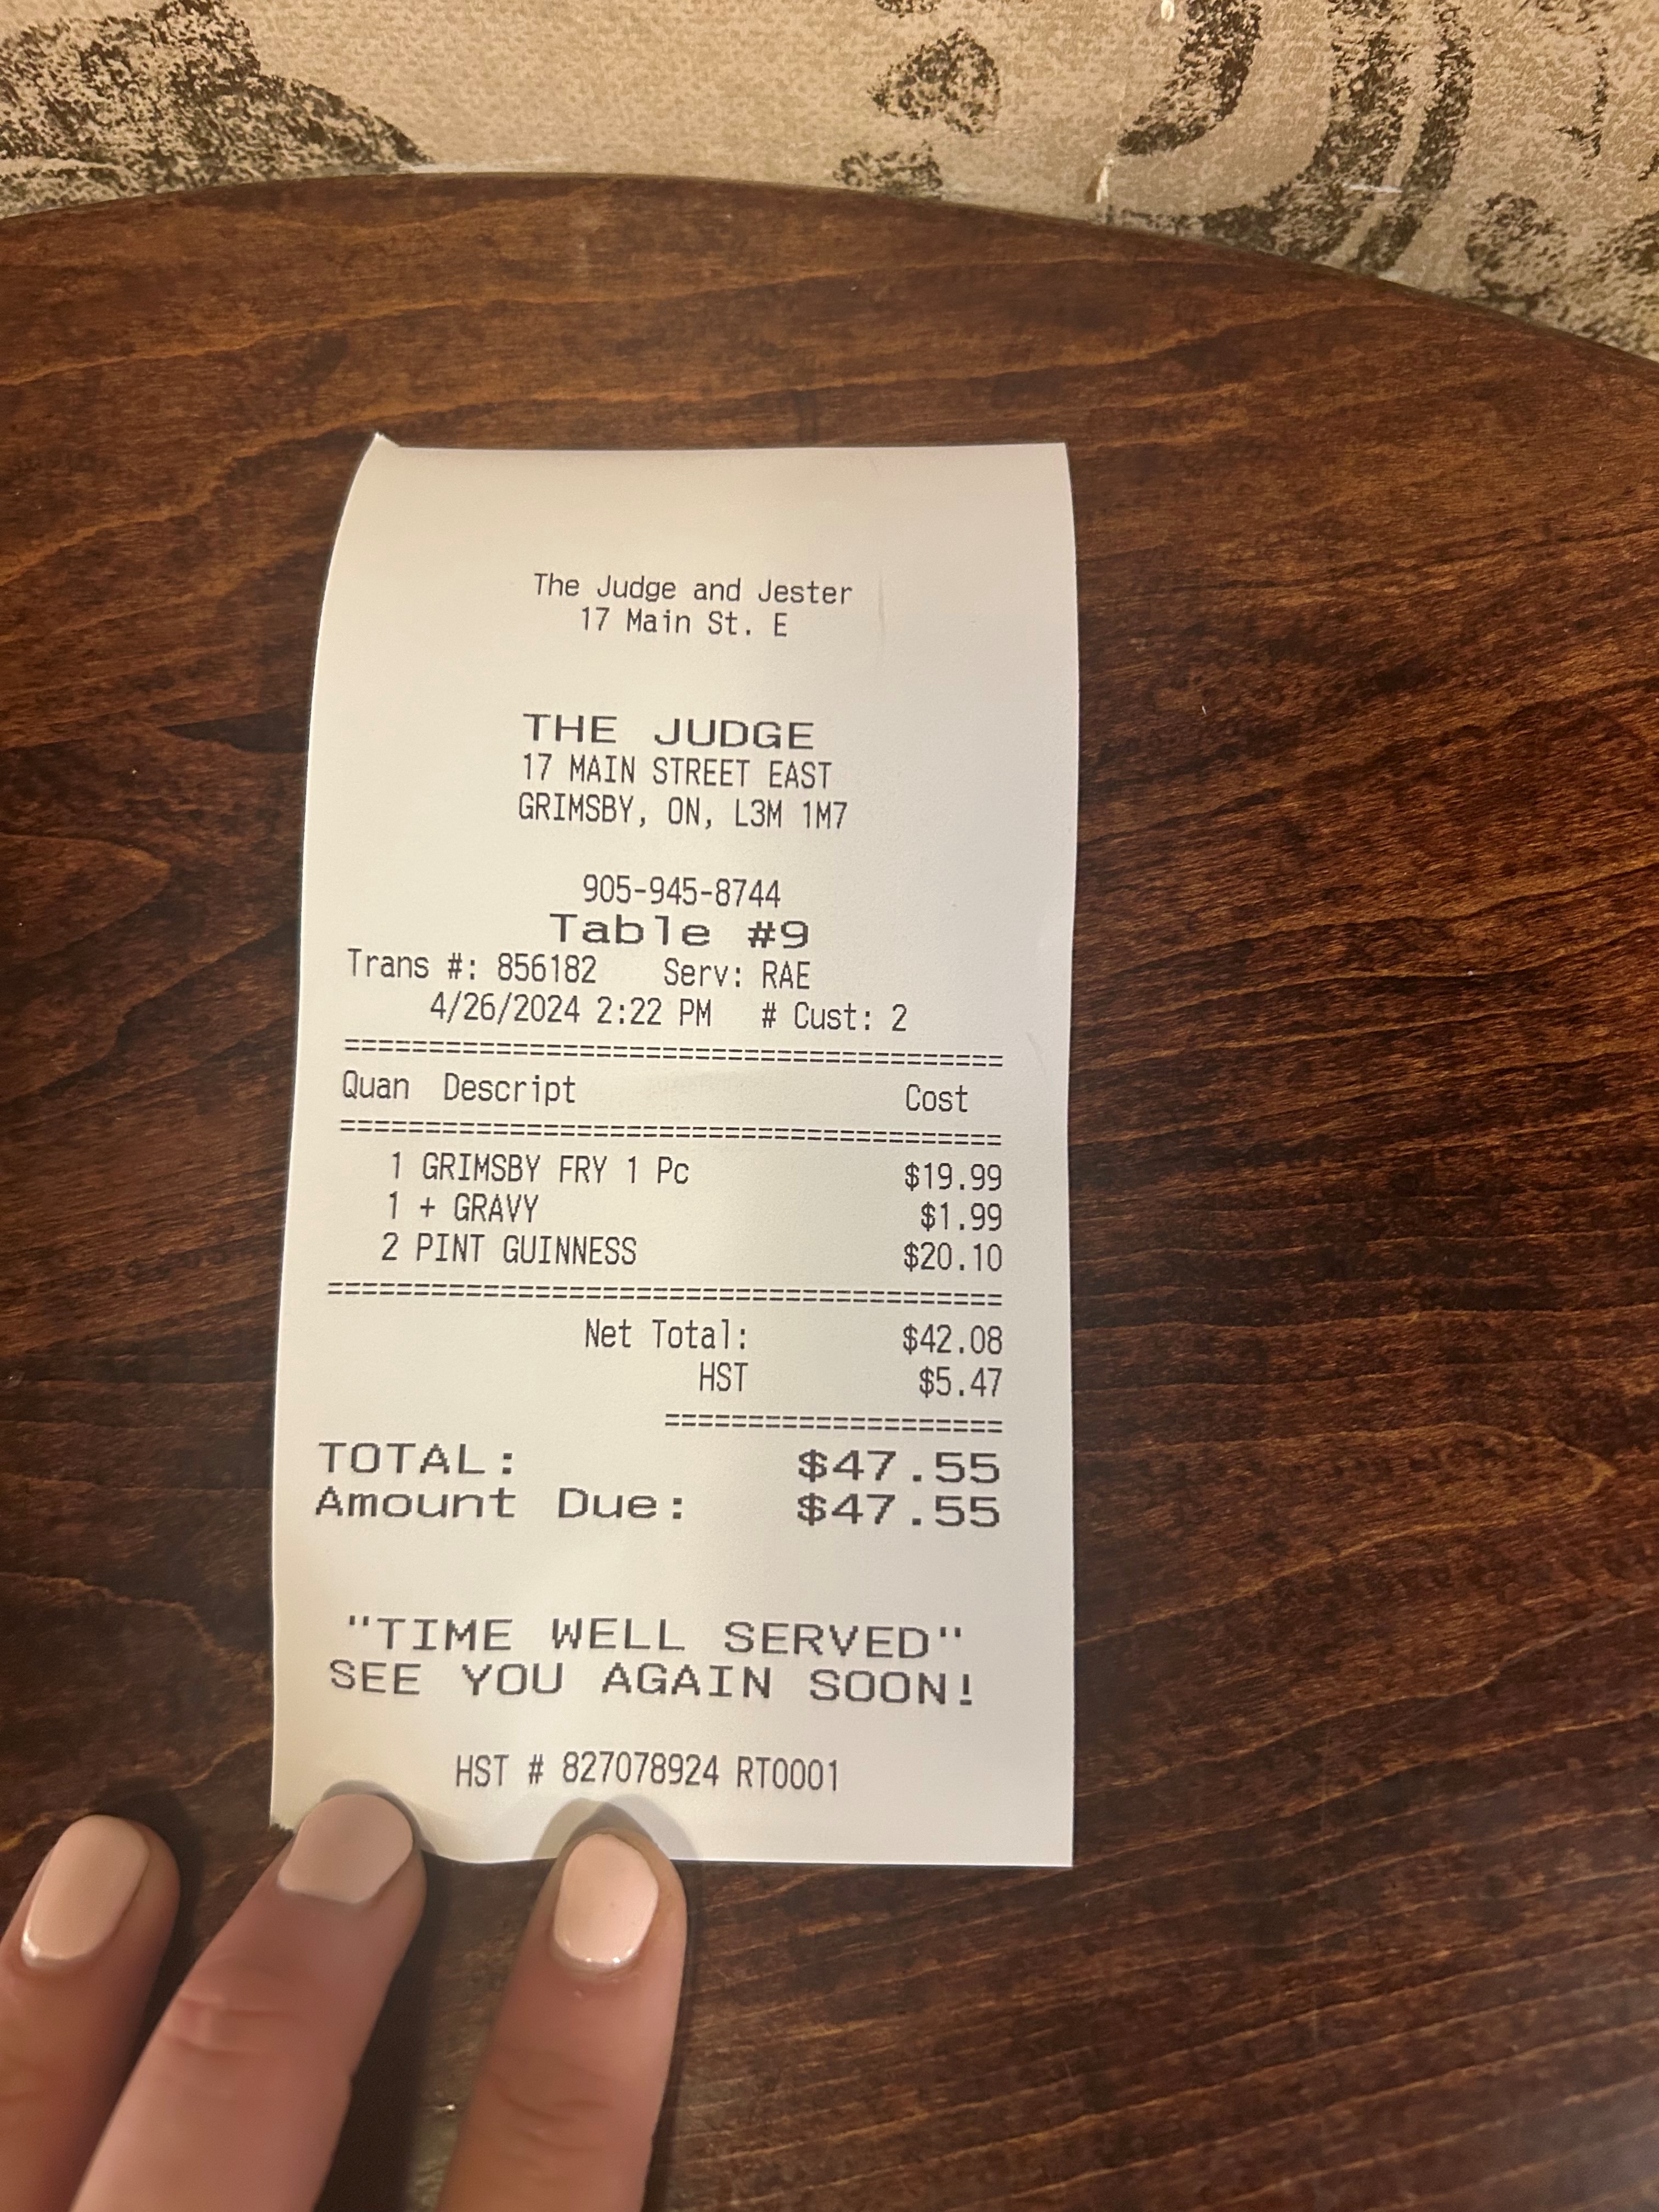 The Judge and Jester
17 Main St. E
THE JUDGE
17 MAIN STREET EAST
GRIMSBY, ON, L3M 1M7
905-945-8744
Table #9
Trans #: 856182 Serv: RAE
4/26/2024 2:22 PM # Cust: 2
========================================
Quan Descript Cost
========================================
1 GRIMSBY FRY 1 Pc $19.99
1 + GRAVY $1.99
2 PINT GUINNESS $20.10
========================================
Net Total: $42.08
HST $5.47
====================
TOTAL: $47.55
Amount Due: $47.55
"TIME WELL SERVED"
SEE YOU AGAIN SOON!
HST # 827078924 RT0001